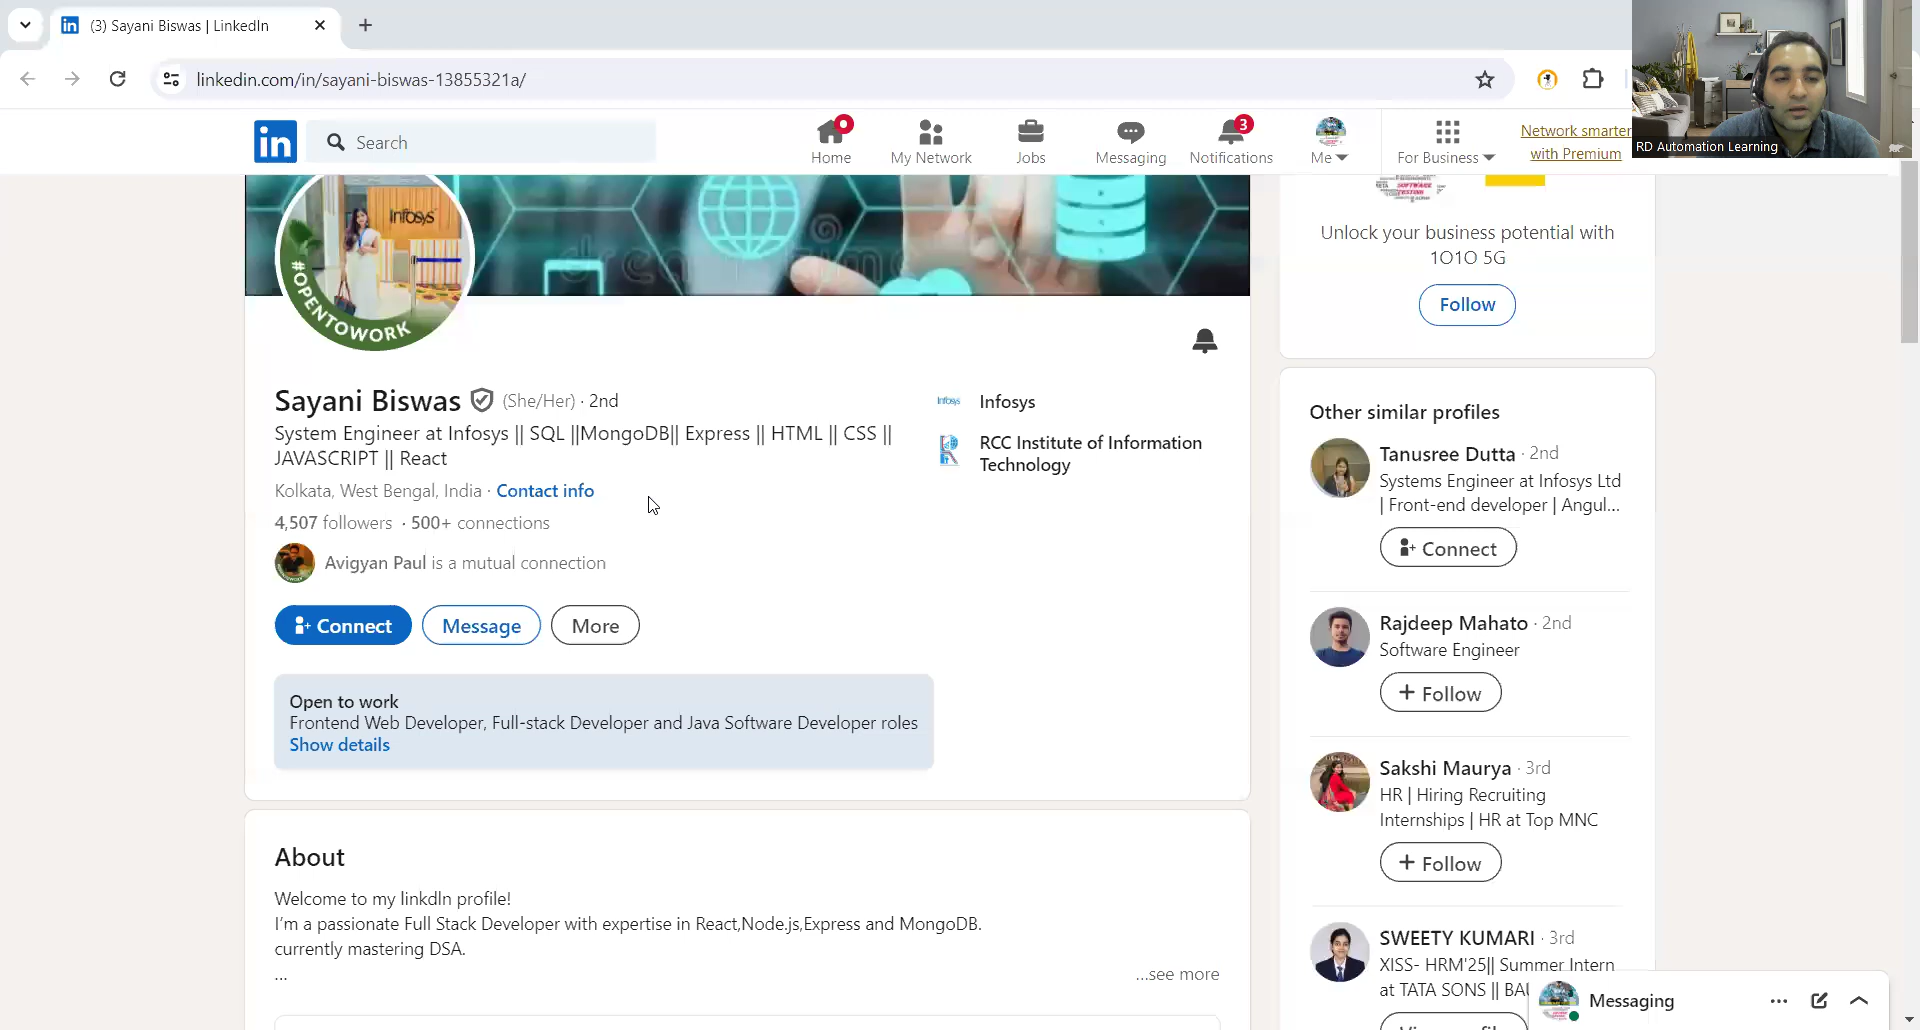 (3) Sayani Biswas | LinkedIn
linkedin.com/in/sayani-biswas-13855321a/
RD Automation Learning
in
Search
Home
My Network
Jobs
Messaging
3
Notifications
Me
For Business
Network smarter
with Premium
Infosys
#OPENTOWORK
SOFTWARE
TESTING
Unlock your business potential with
1O1O 5G
Follow
Sayani Biswas (She/Her) · 2nd
System Engineer at Infosys || SQL ||MongoDB|| Express || HTML || CSS ||
JAVASCRIPT || React
Kolkata, West Bengal, India · Contact info
4,507 followers · 500+ connections
Avigyan Paul is a mutual connection
Connect
Message
More
Infosys
Infosys
RCC Institute of Information
Technology
Open to work
Frontend Web Developer, Full-stack Developer and Java Software Developer roles
Show details
About
Welcome to my linkdln profile!
I'm a passionate Full Stack Developer with expertise in React,Node.js,Express and MongoDB.
currently mastering DSA.
...
...see more
Other similar profiles
Tanusree Dutta · 2nd
Systems Engineer at Infosys Ltd
| Front-end developer | Angul...
Connect
Rajdeep Mahato · 2nd
Software Engineer
+ Follow
Sakshi Maurya · 3rd
HR | Hiring Recruiting
Internships | HR at Top MNC
+ Follow
SWEETY KUMARI · 3rd
XISS- HRM'25|| Summer Intern
at TATA SONS || BAU
Messaging